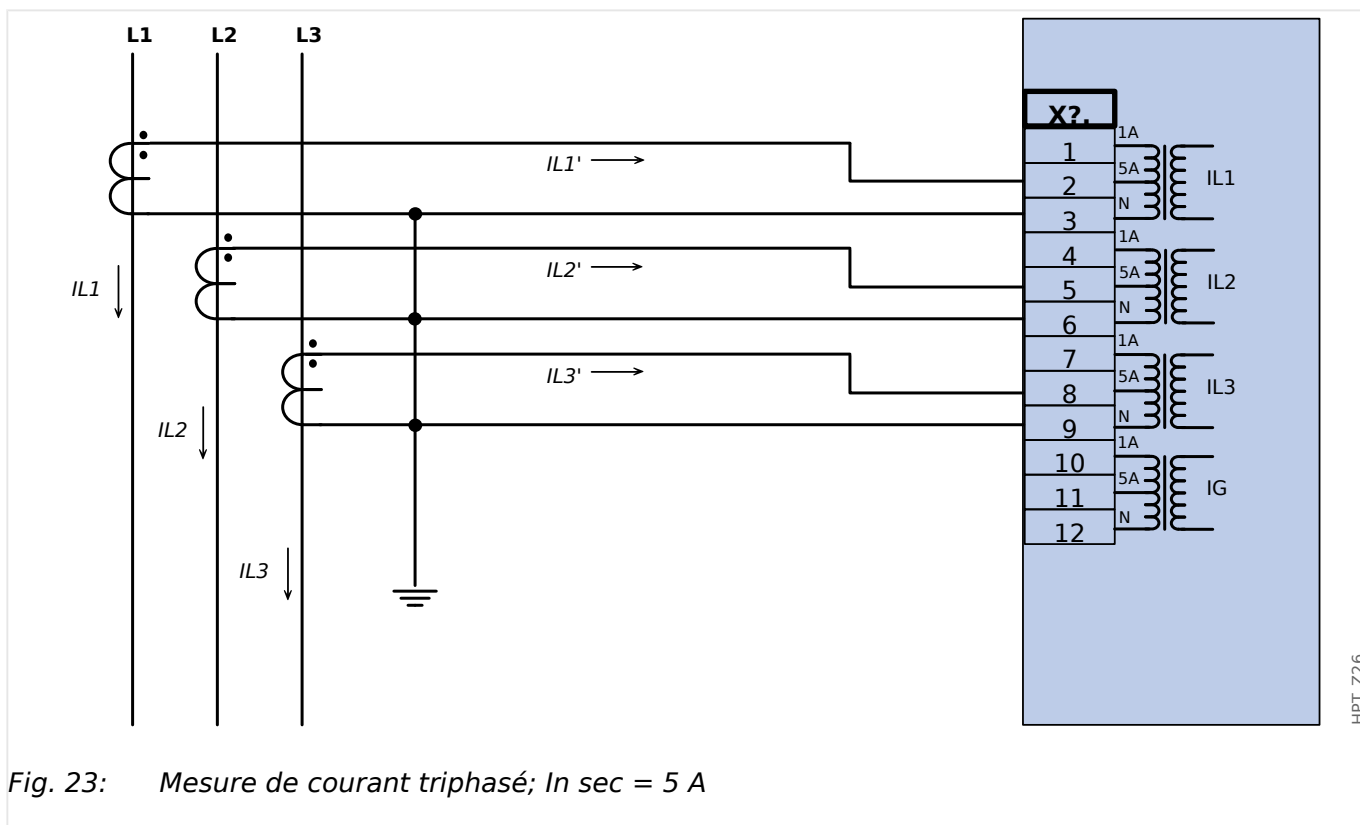 L1 L2 L3
X?.
1A
1
5A
IL1
2
N
3
1A
4
5A
IL2
5
N
6
1A
7
5A
IL3
8
N
9
1A
10
5A
IG
11
N
12
IL1'
IL2'
IL3'
IL1
IL2
IL3
HPT_Z26
Fig. 23: Mesure de courant triphasé; In sec = 5 A